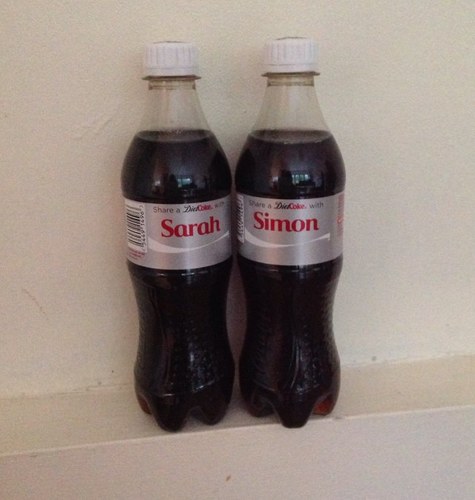 Share a Diet Coke with
Sarah
Share a Diet Coke with
Simon